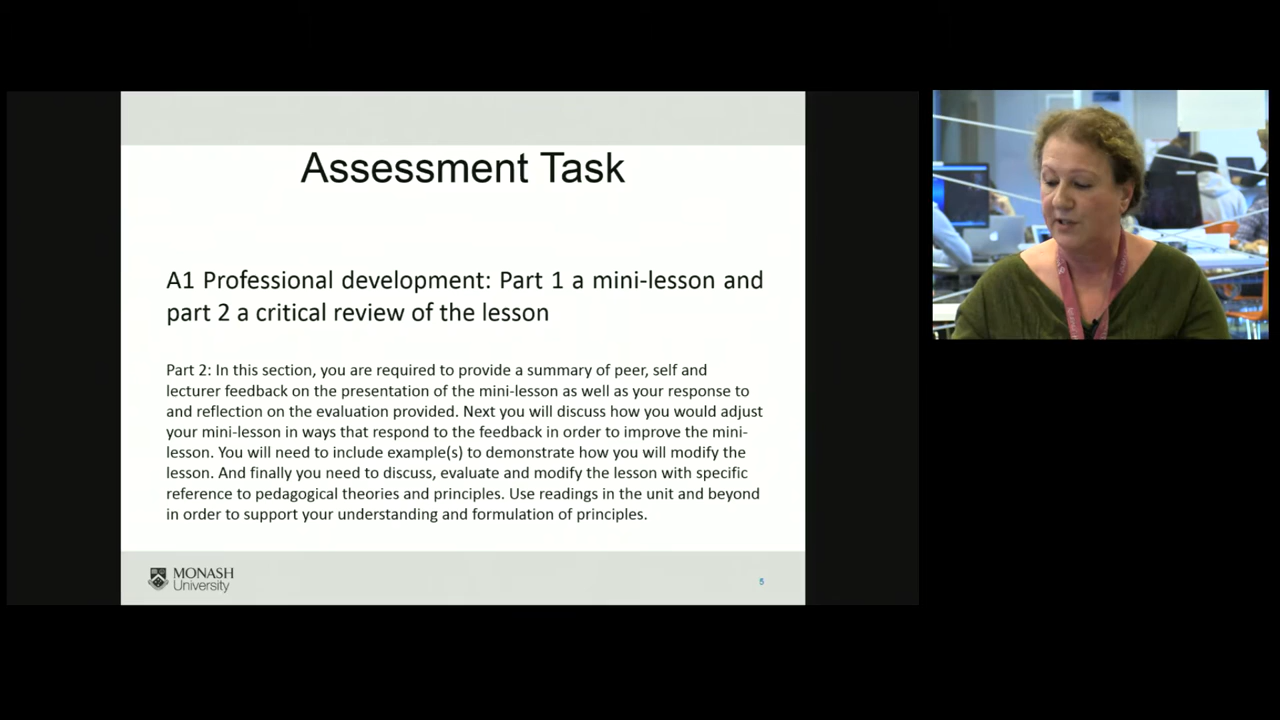 Assessment Task
A1 Professional development: Part 1 a mini-lesson and
part 2 a critical review of the lesson
Part 2: In this section, you are required to provide a summary of peer, self and
lecturer feedback on the presentation of the mini-lesson as well as your response to
and reflection on the evaluation provided. Next you will discuss how you would adjust
your mini-lesson in ways that respond to the feedback in order to improve the mini-
lesson. You will need to include example(s) to demonstrate how you will modify the
lesson. And finally you need to discuss, evaluate and modify the lesson with specific
reference to pedagogical theories and principles. Use readings in the unit and beyond
in order to support your understanding and formulation of principles.
MONASH
University
5